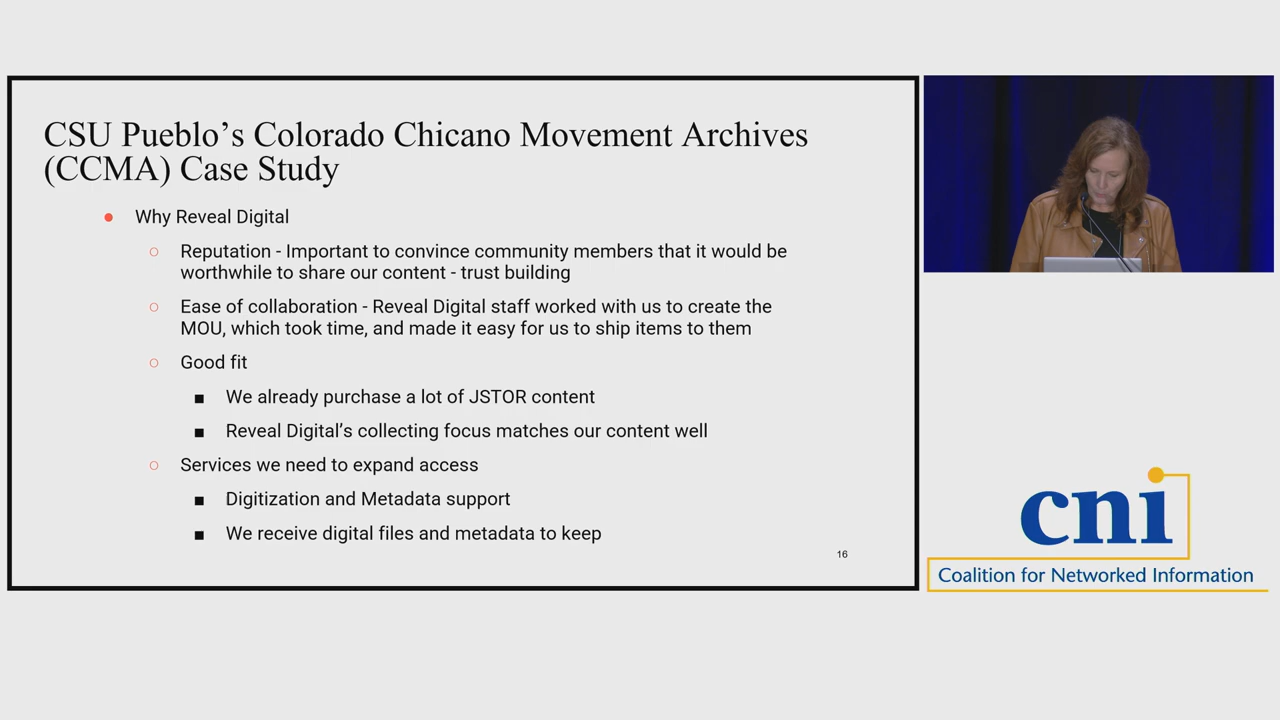 CSU Pueblo's Colorado Chicano Movement Archives
(CCMA) Case Study
Why Reveal Digital
Reputation - Important to convince community members that it would be
worthwhile to share our content - trust building
Ease of collaboration - Reveal Digital staff worked with us to create the
MOU, which took time, and made it easy for us to ship items to them
Good fit
We already purchase a lot of JSTOR content
Reveal Digital's collecting focus matches our content well
Services we need to expand access
Digitization and Metadata support
We receive digital files and metadata to keep
16
cni
Coalition for Networked Information